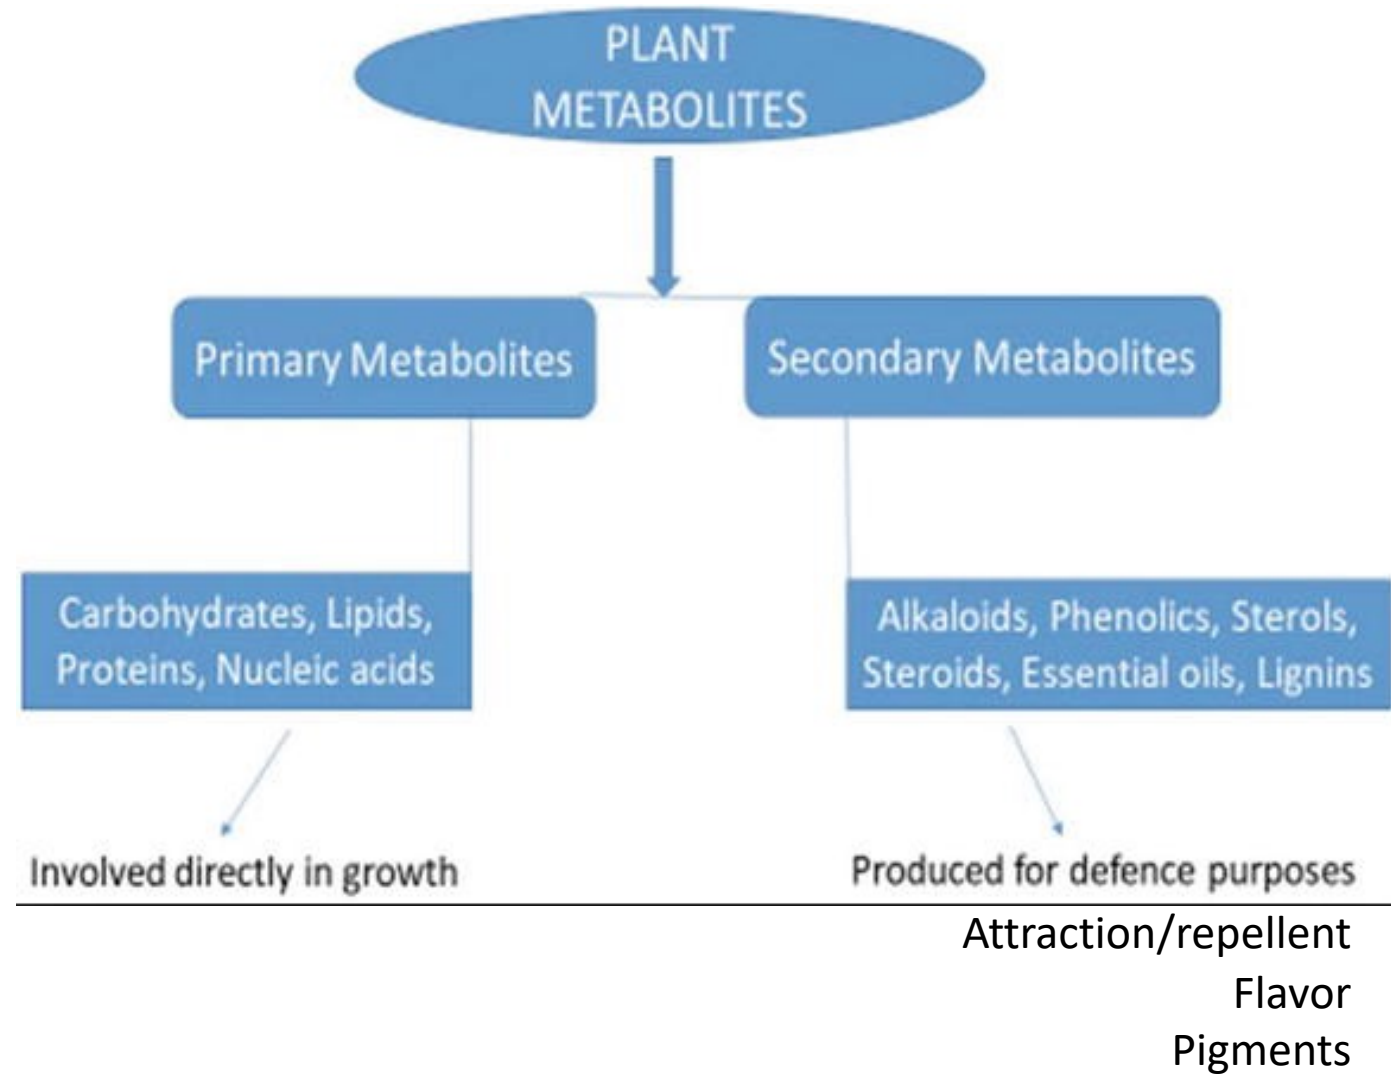 PLANT
METABOLITES
Primary Metabolites
Secondary Metabolites
Carbohydrates, Lipids,
Proteins, Nucleic acids
Alkaloids, Phenolics, Sterols,
Steroids, Essential oils, Lignins
Involved directly in growth
Produced for defence purposes
Attraction/repellent
Flavor
Pigments